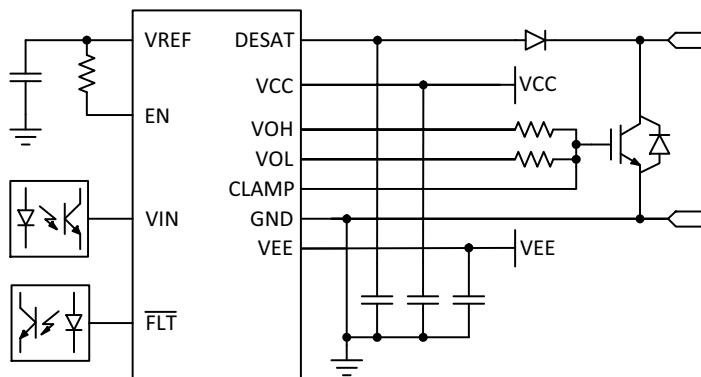 VREF
DESAT
VCC
VCC
EN
VOH
VOL
CLAMP
VIN
GND
VEE
VEE
FLT